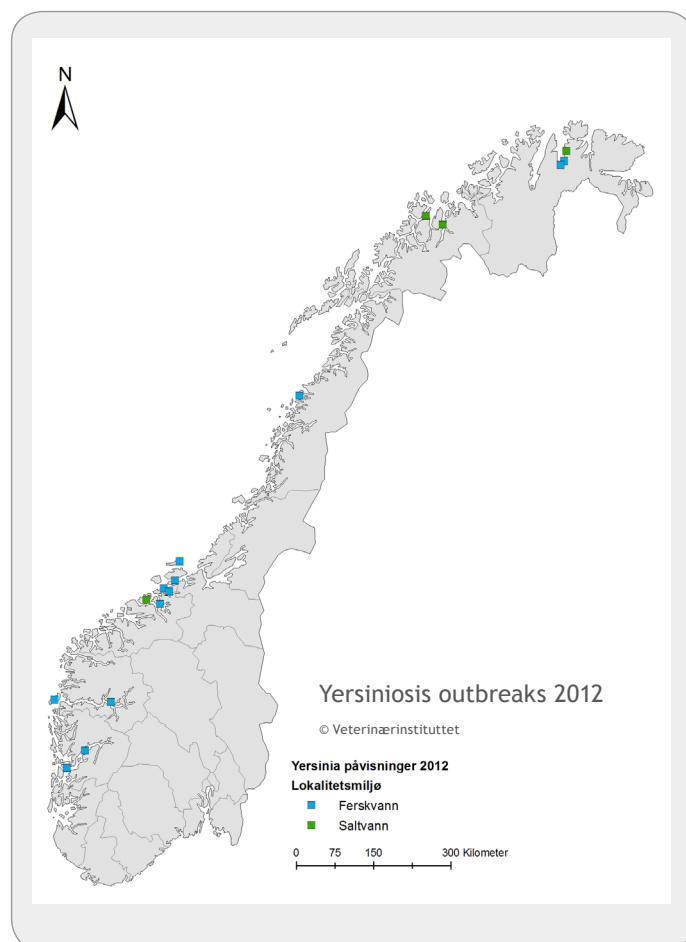 N
Yersiniosis outbreaks 2012
© Veterinærinstituttet
Yersinia påvisninger 2012
Lokalitetsmiljø
Ferskvann
Saltvann
0 75 150 300 Kilometer